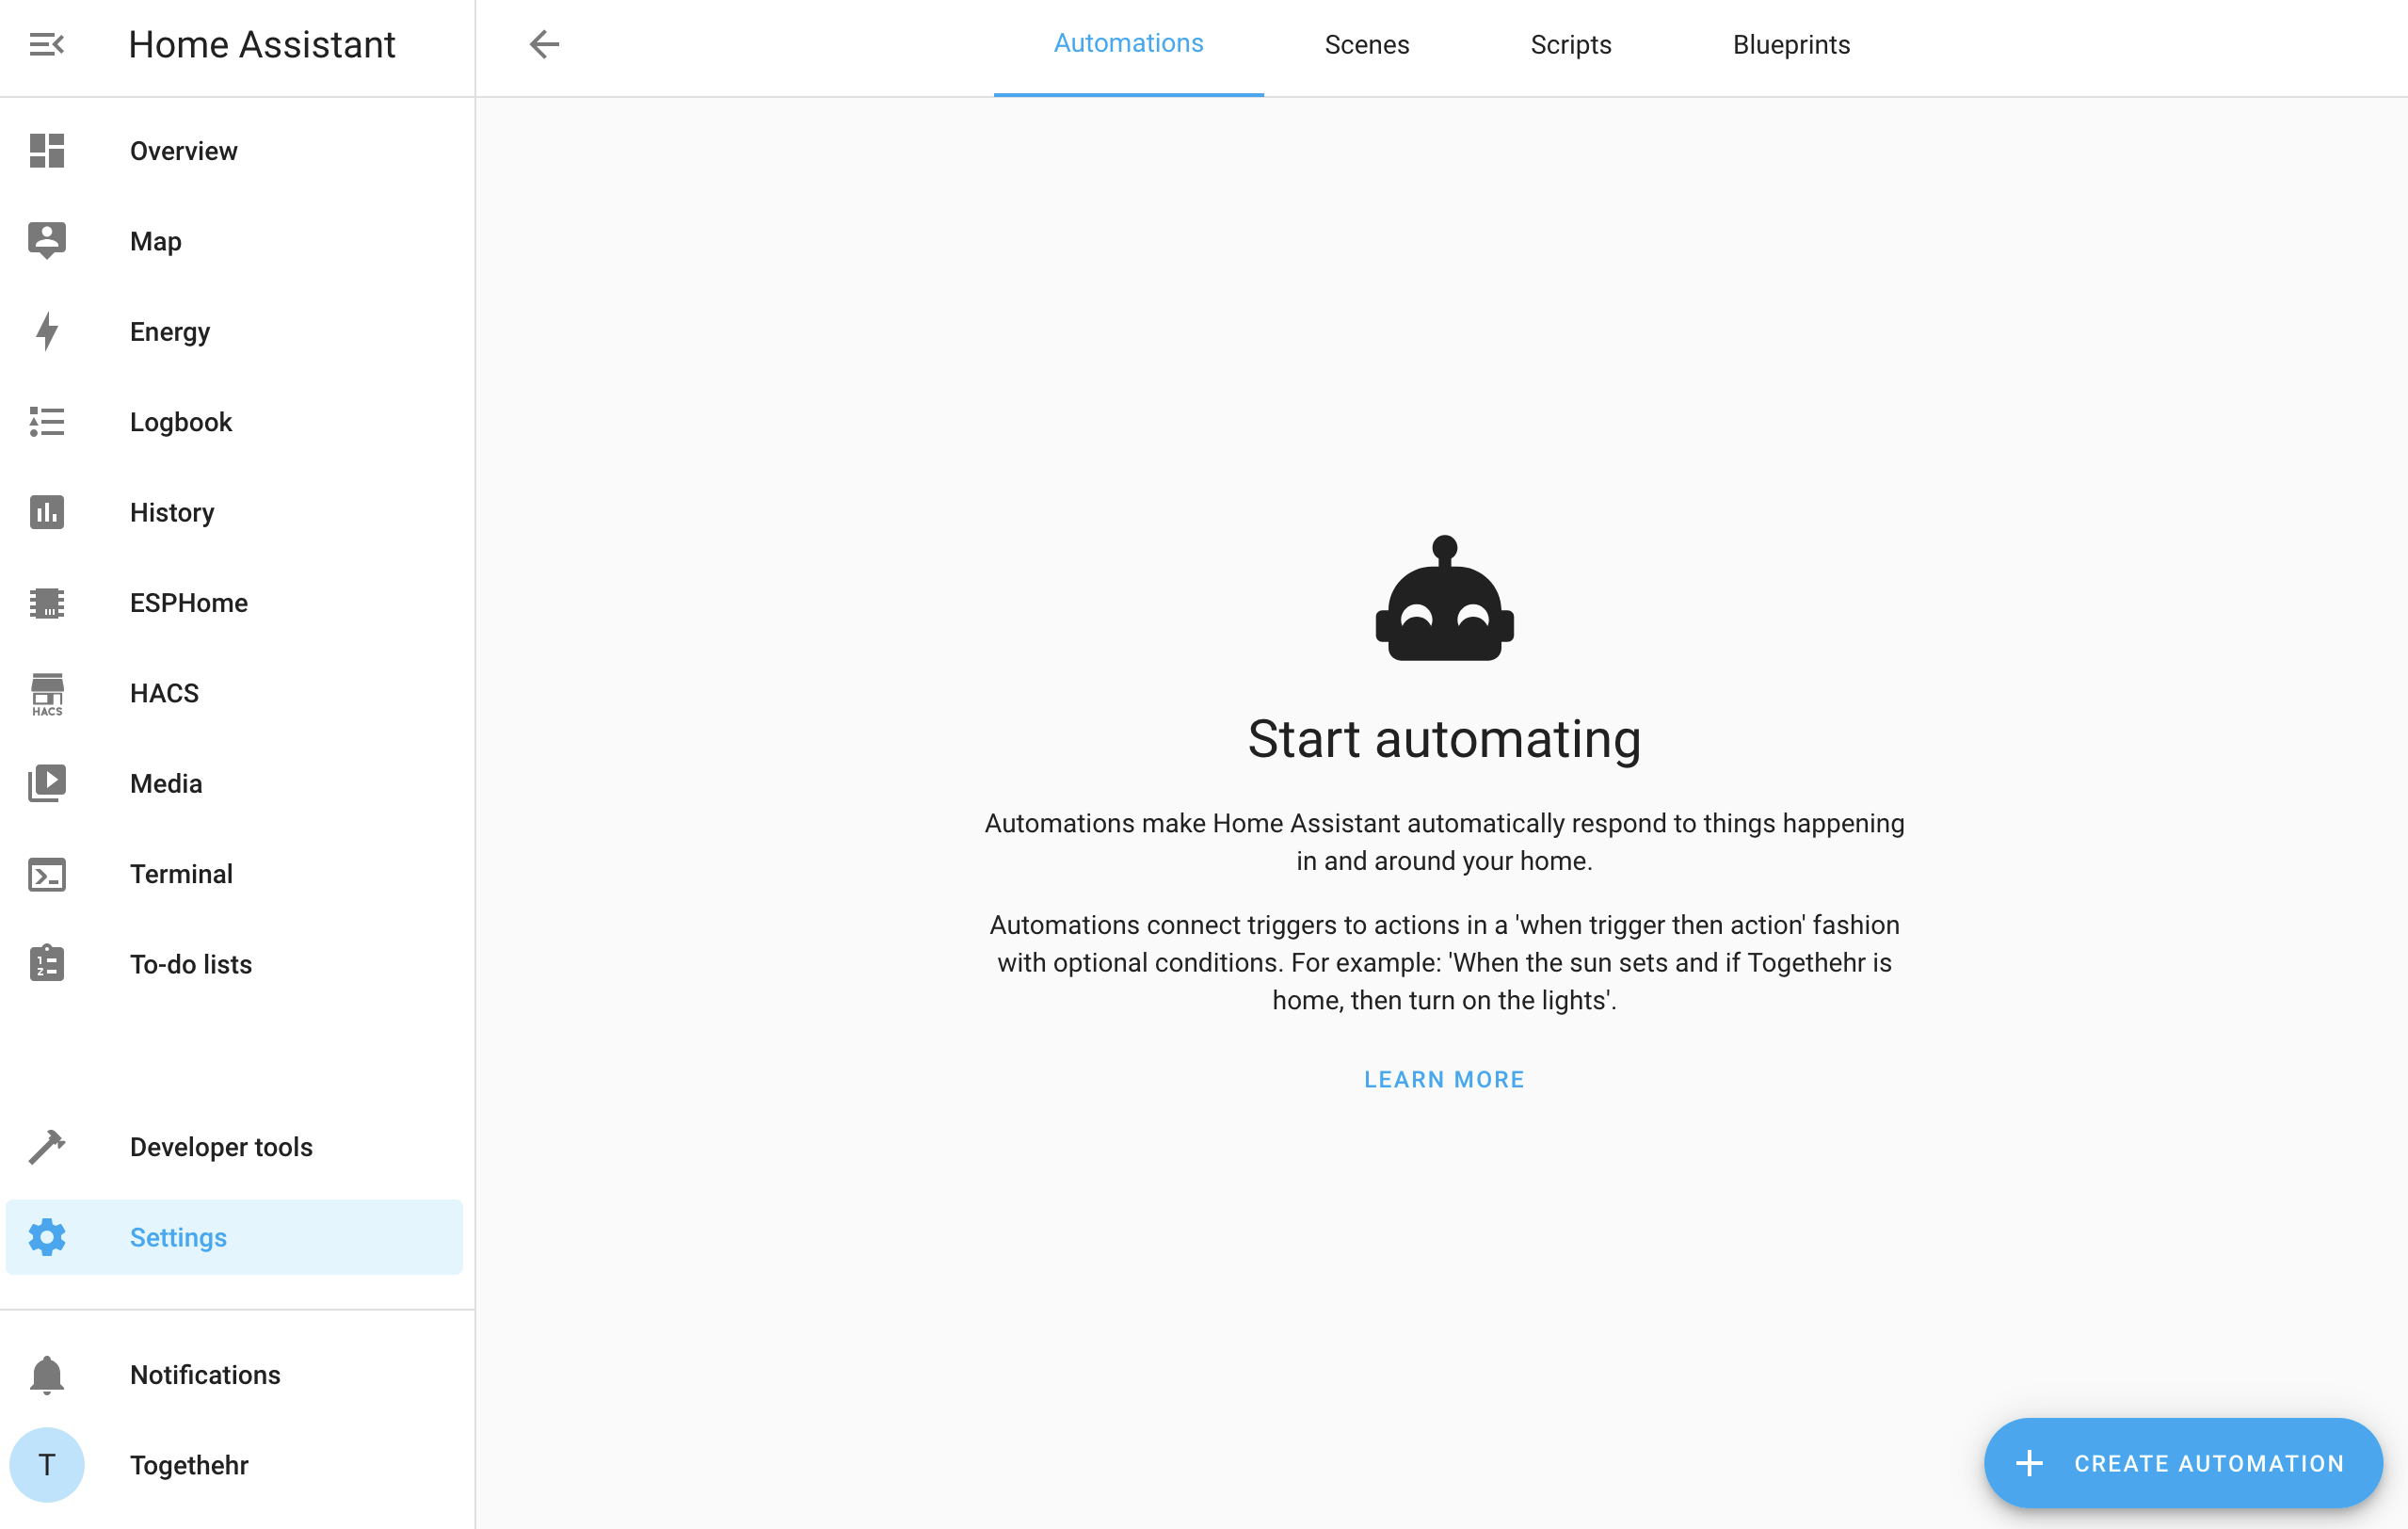 Home Assistant
Automations
Scenes
Scripts
Blueprints
Overview
Map
Energy
Logbook
History
ESPHome
HACS
HACS
Media
Terminal
To-do lists
Developer tools
Settings
Notifications
T
Togethehr
Start automating
Automations make Home Assistant automatically respond to things happening
in and around your home.
Automations connect triggers to actions in a 'when trigger then action' fashion
with optional conditions. For example: 'When the sun sets and if Togethehr is
home, then turn on the lights'.
LEARN MORE
CREATE AUTOMATION